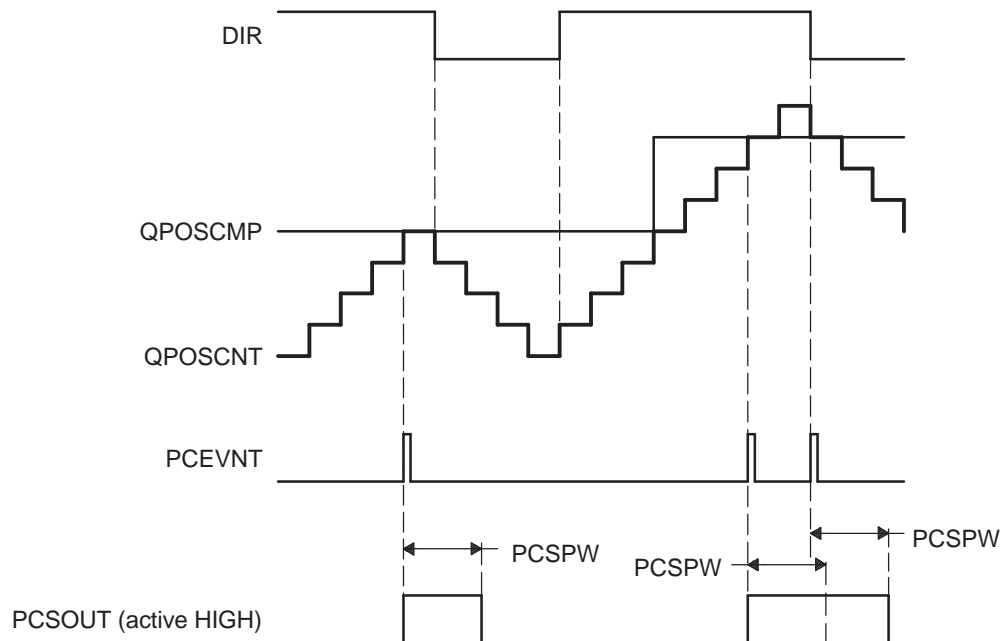 DIR
QPOSCMP
QPOSCNT
PCEVNT
PCSPW
PCSPW
PCSPW
PCSOUT (active HIGH)